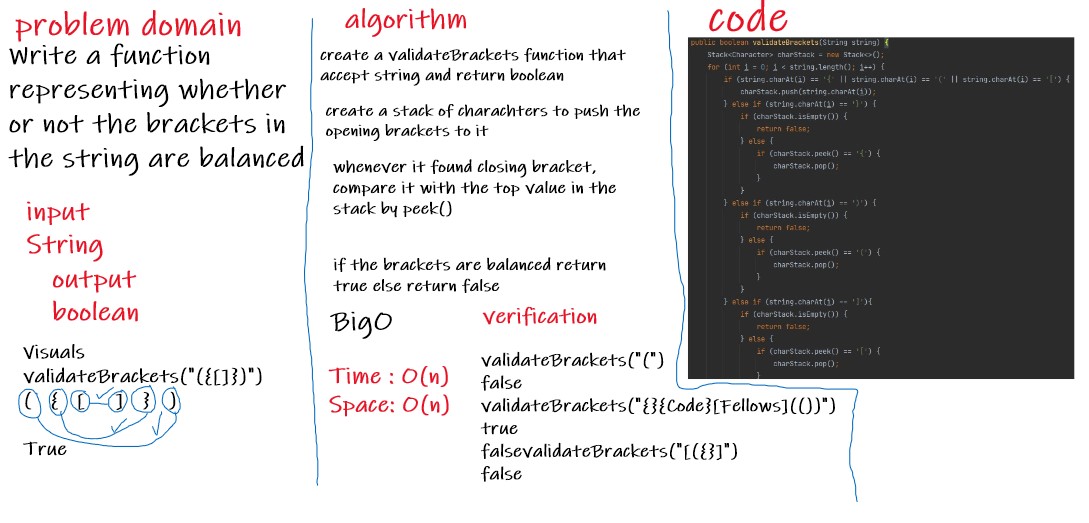 problem domain
Write a function
representing whether
or not the brackets in
the string are balanced
input
String
output
boolean
Visuals
validateBrackets("({[]})")
( { [ ] } )
True
algorithm
create a validateBrackets function that
accept string and return boolean
create a stack of charachters to push the
opening brackets to it
whenever it found closing bracket,
compare it with the top value in the
stack by peek()
if the brackets are balanced return
true else return false
BigO
Time : O(n)
Space: O(n)
verification
validateBrackets("(")
false
validateBrackets("{}{Code}[Fellows](())")
true
falsevalidateBrackets("[({}]")
false
code
public boolean validateBrackets(String string) {
Stack<Character> charStack = new Stack<>();
for (int i = 0; i < string.length(); i++) {
if (string.charAt(i) == '{' || string.charAt(i) == '(' || string.charAt(i) == '[') {
charStack.push(string.charAt(i));
} else if (string.charAt(i) == '}') {
if (charStack.isEmpty()) {
return false;
} else {
if (charStack.peek() == '{') {
charStack.pop();
}
}
} else if (string.charAt(i) == ')') {
if (charStack.isEmpty()) {
return false;
} else {
if (charStack.peek() == '(') {
charStack.pop();
}
}
} else if (string.charAt(i) == ']'){
if (charStack.isEmpty()) {
return false;
} else {
if (charStack.peek() == '[') {
charStack.pop();